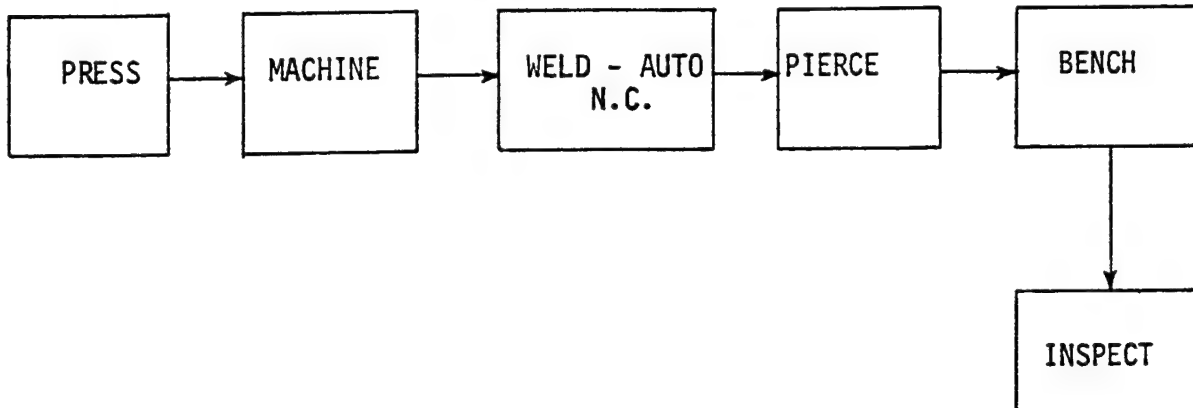 PRESS
MACHINE
WELD - AUTO
N.C.
PIERCE
BENCH
INSPECT